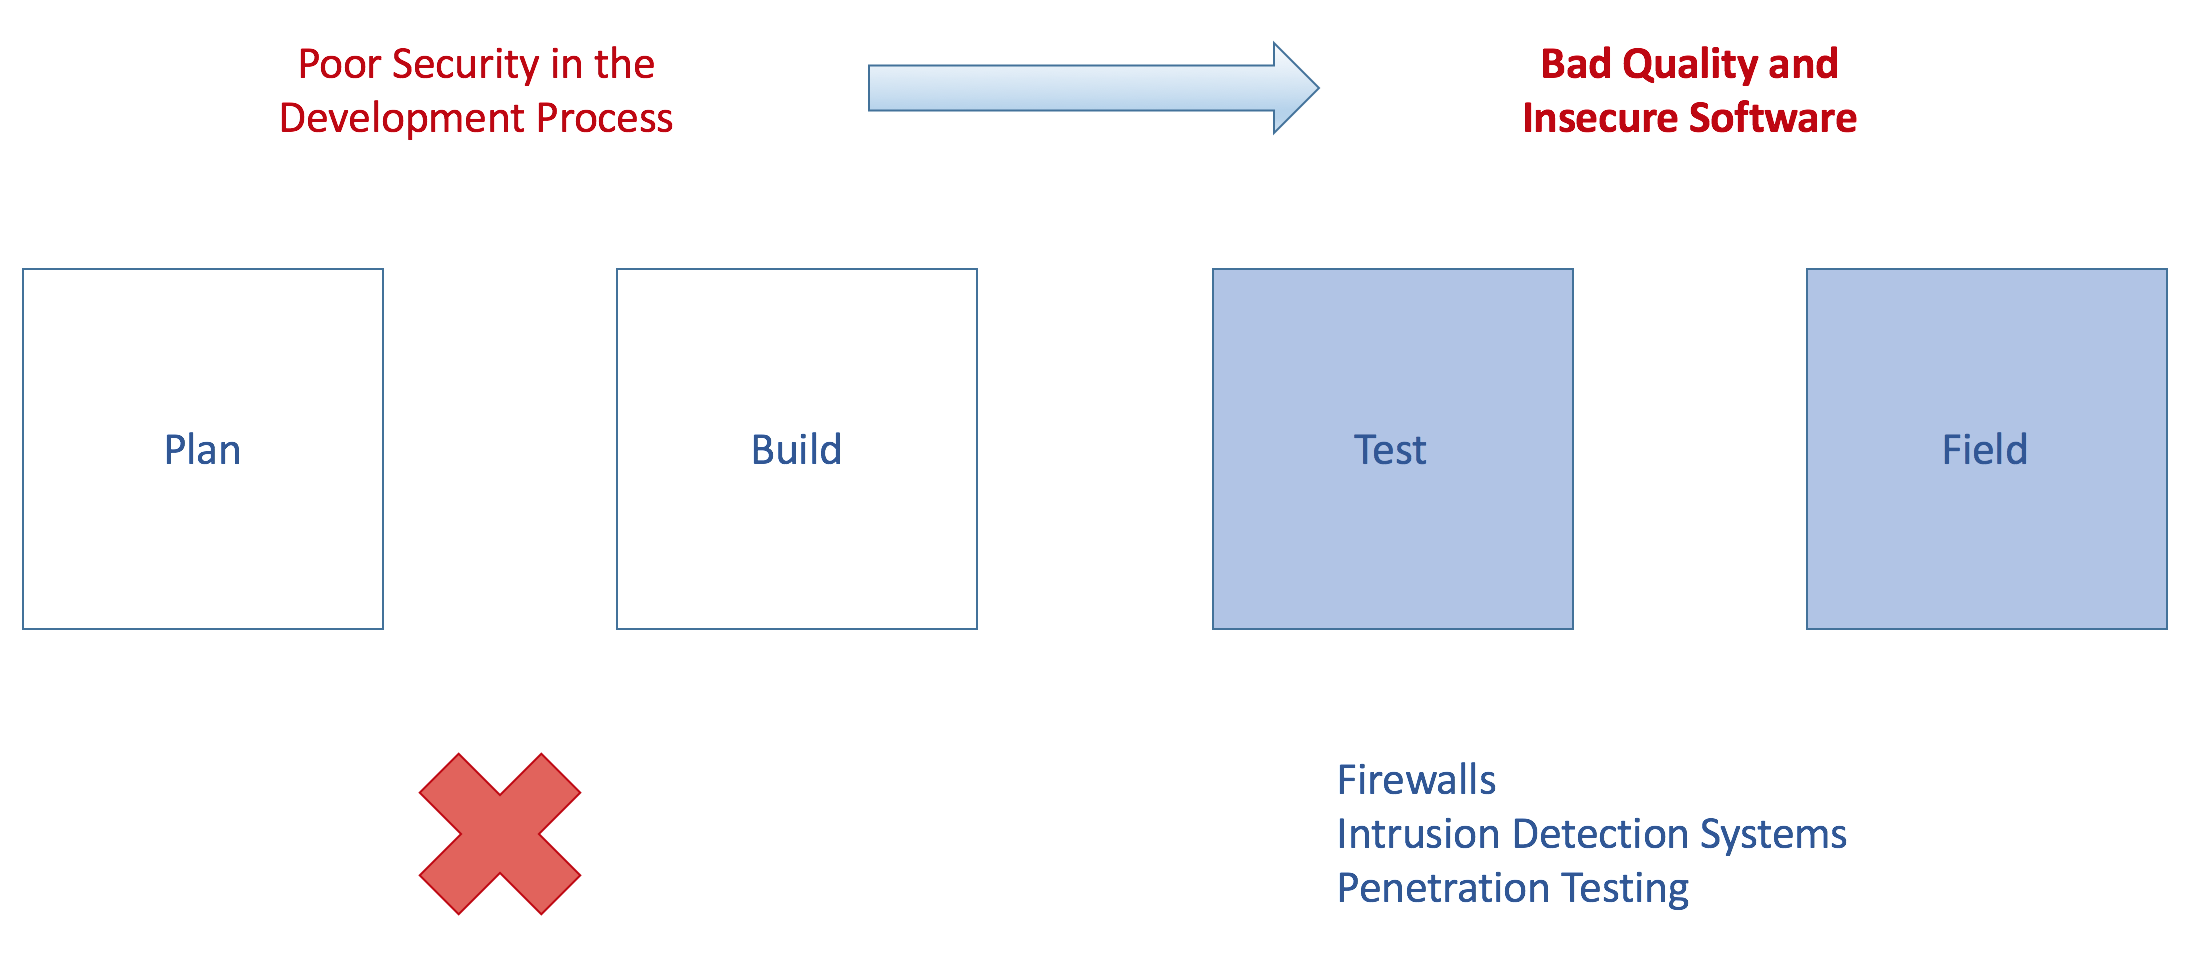 Poor Security in the
Development Process
Bad Quality and
Insecure Software
Plan
Build
Test
Field
Firewalls
Intrusion Detection Systems
Penetration Testing